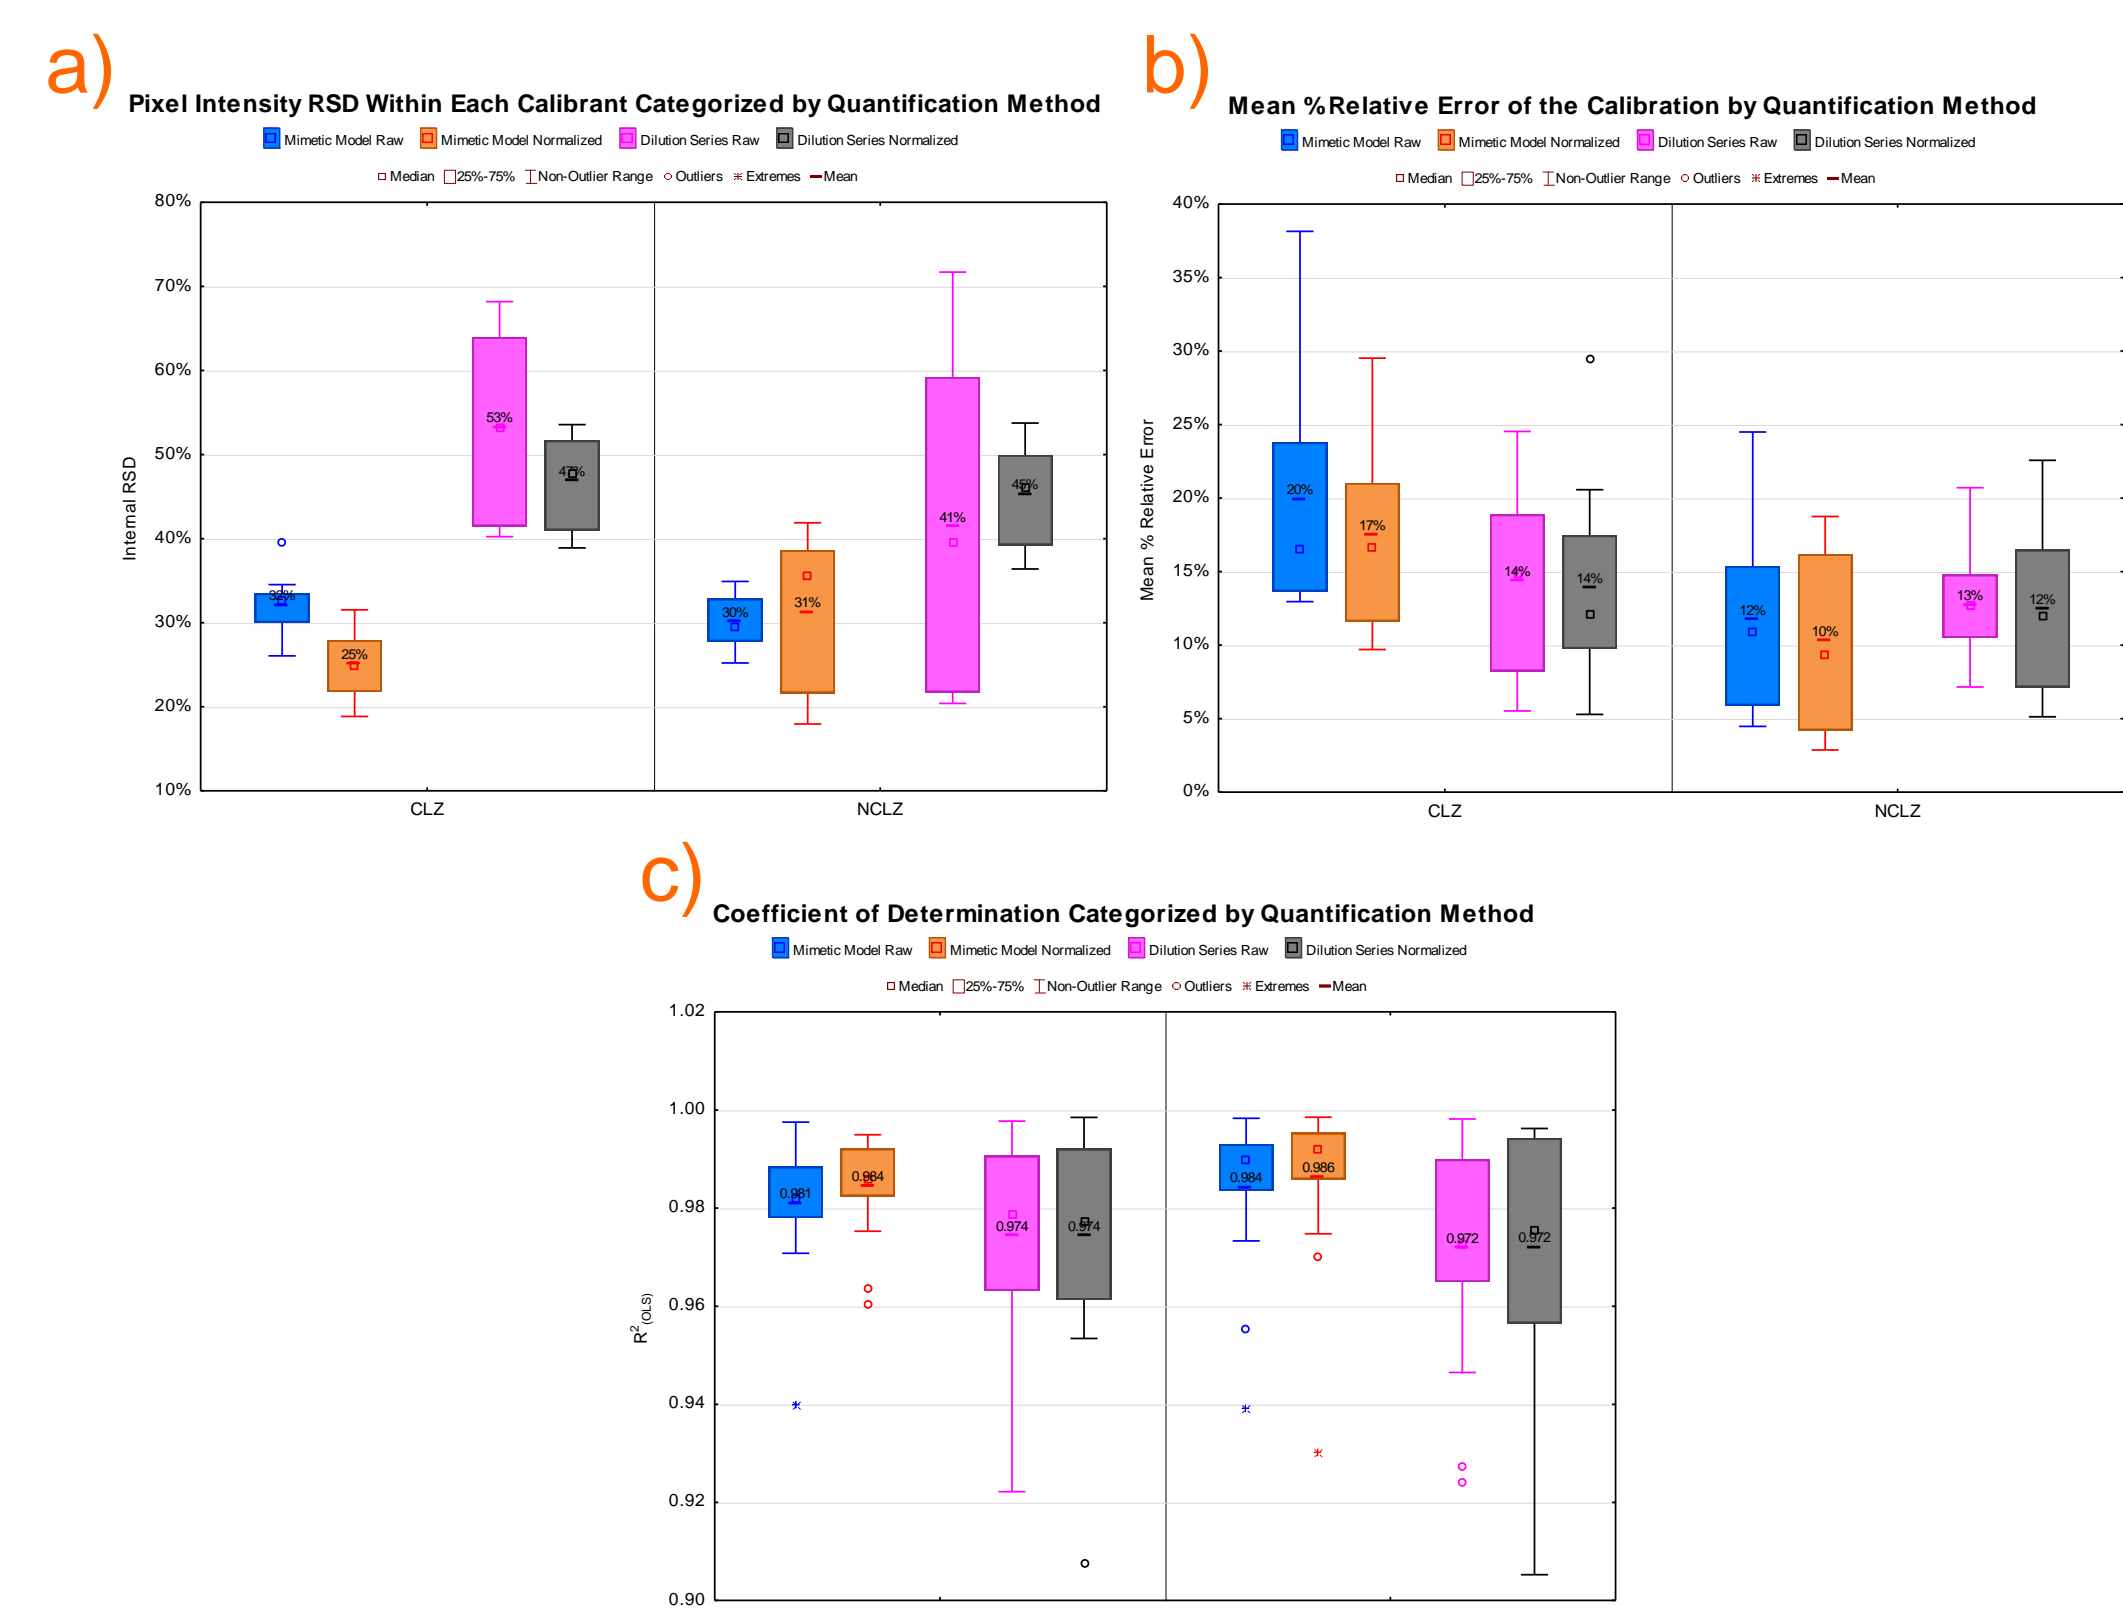 a)
Pixel Intensity RSD Within Each Calibrant Categorized by Quantification Method
Mimetic Model Raw Mimetic Model Normalized Dilution Series Raw Dilution Series Normalized
Median 25%-75% Non-Outlier Range Outliers Extremes Mean
80%
70%
60%
50%
40%
30%
20%
10%
Internal RSD
32%
25%
53%
47%
30%
31%
41%
45%
CLZ NCLZ
b)
Mean %Relative Error of the Calibration by Quantification Method
Mimetic Model Raw Mimetic Model Normalized Dilution Series Raw Dilution Series Normalized
Median 25%-75% Non-Outlier Range Outliers Extremes Mean
40%
35%
30%
25%
20%
15%
10%
5%
0%
Mean % Relative Error
20%
17%
14%
14%
12%
10%
13%
12%
CLZ NCLZ
c)
Coefficient of Determination Categorized by Quantification Method
Mimetic Model Raw Mimetic Model Normalized Dilution Series Raw Dilution Series Normalized
Median 25%-75% Non-Outlier Range Outliers Extremes Mean
1.02
1.00
0.98
0.96
0.94
0.92
0.90
R2(OLS)
0.981
0.984
0.974
0.974
0.984
0.986
0.972
0.972